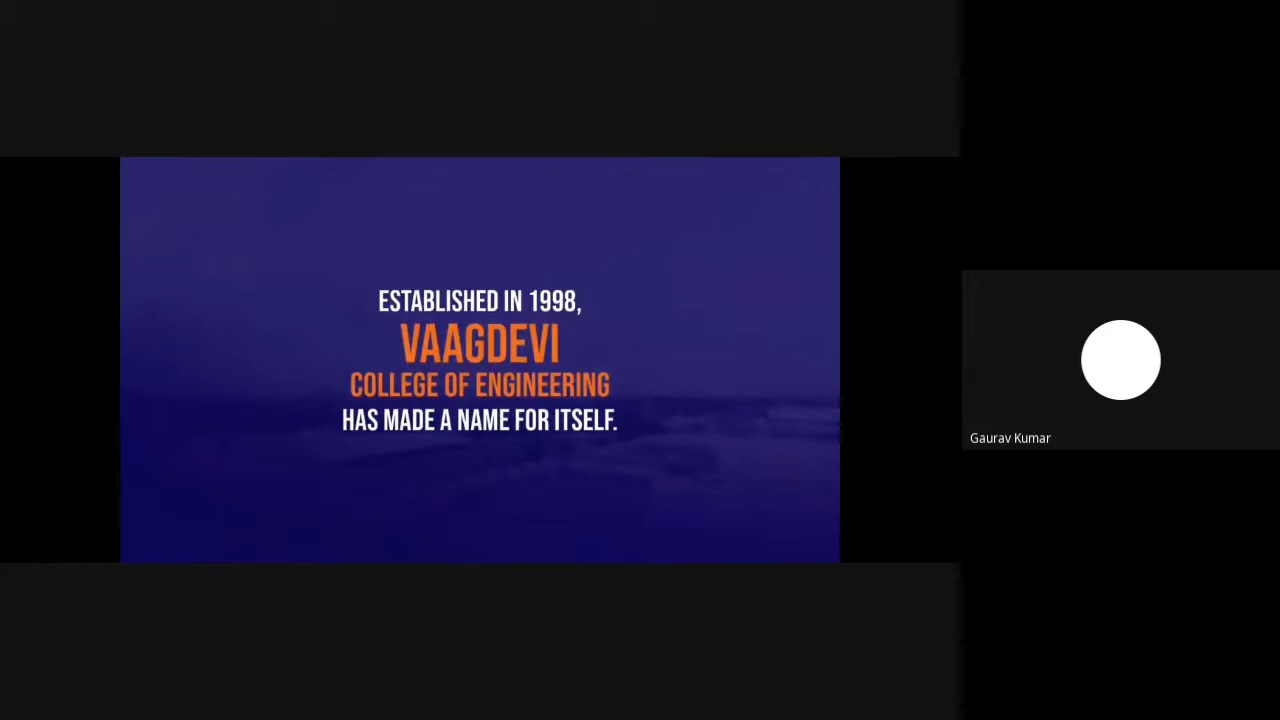 ESTABLISHED IN 1998,
VAAGDEVI
COLLEGE OF ENGINEERING
HAS MADE A NAME FOR ITSELF.
Gaurav Kumar